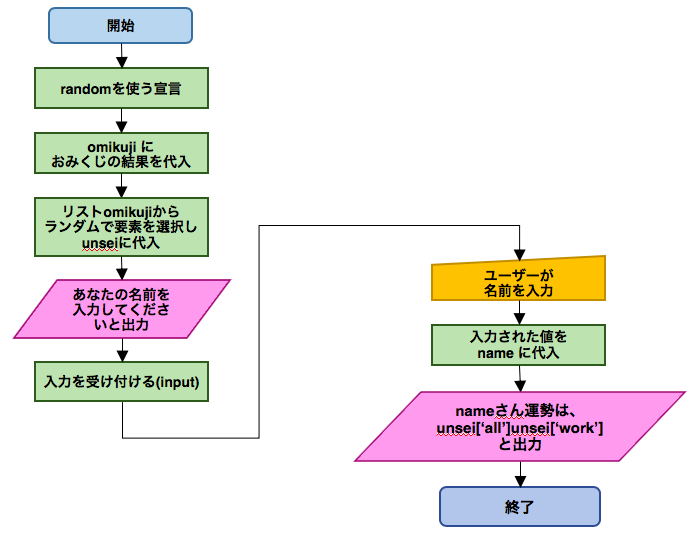 開始
randomを使う宣言
omikuji に
おみくじの結果を代入
リストomikujiから
ランダムで要素を選択し
unseiに代入
あなたの名前を
入力してくださ
いと出力
入力を受け付ける(input)
ユーザーが
名前を入力
入力された値を
name に代入
nameさん運勢は、
unsei[‘all’]unsei[‘work’]
と出力
終了